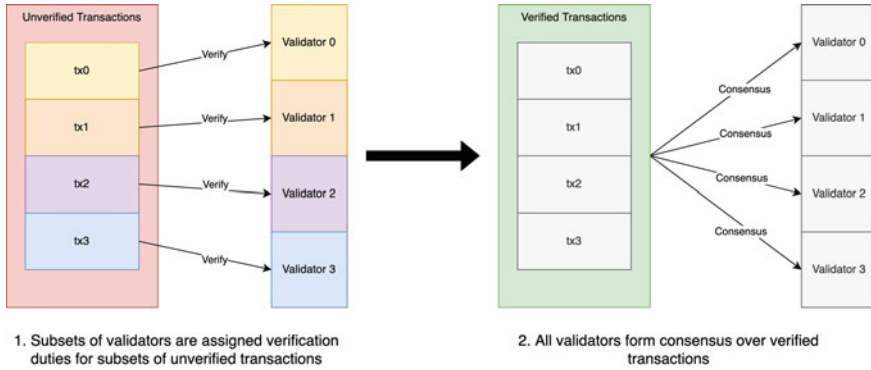 Unverified Transactions
tx0
tx1
tx2
tx3
Verify
Verify
Verify
Verify
Validator 0
Validator 1
Validator 2
Validator 3
1. Subsets of validators are assigned verification
duties for subsets of unverified transactions
Verified Transactions
tx0
tx1
tx2
tx3
Consensus
Consensus
Consensus
Consensus
Validator 0
Validator 1
Validator 2
Validator 3
2. All validators form consensus over verified
transactions